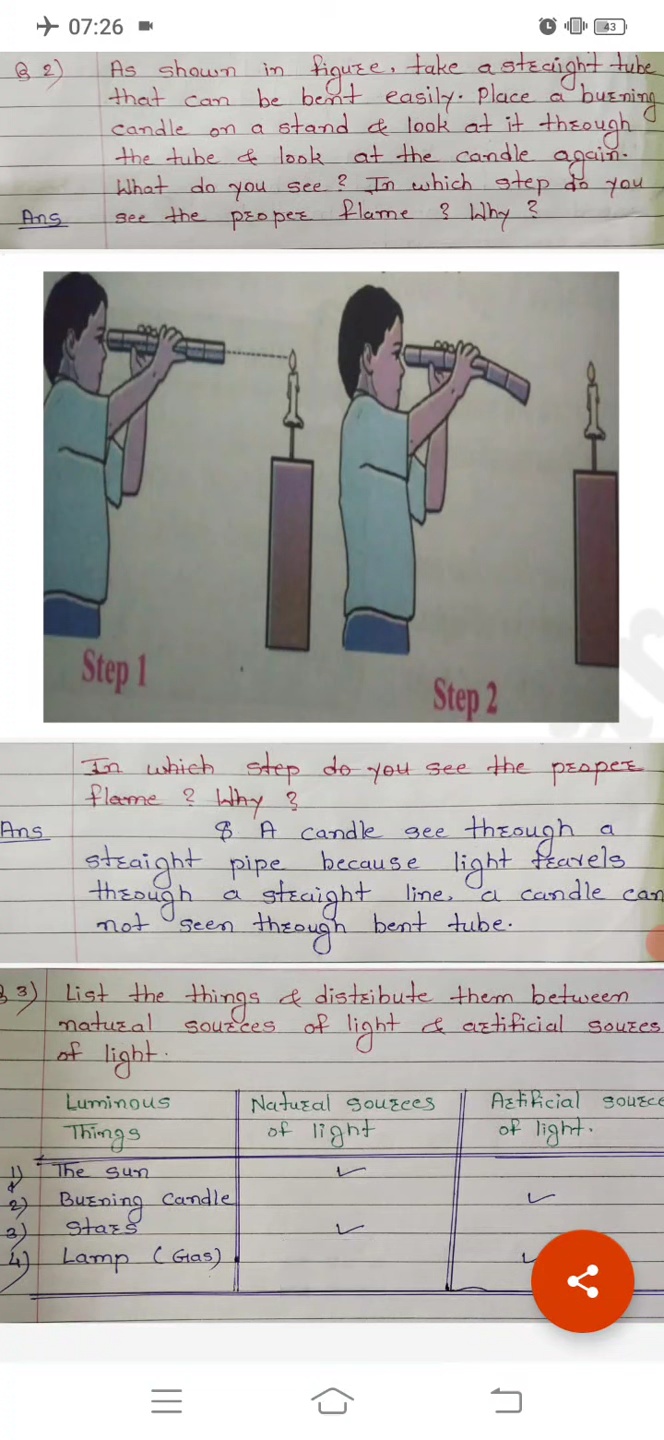 07:26
43
Q 2) As shown in figure, take a straight tube
that can be bent easily. Place a burning
candle on a stand & look at it through
the tube & look at the candle again.
What do you see? In which step do you
Ans see the proper flame? Why?
Step 1
Step 2
In which step do you see the proper
flame? Why?
Ans $ A candle see through a
straight pipe because light travels
through a straight line, a candle can
not seen through bent tube.
3) List the things & distribute them between
natural sources of light & artificial sources
of light.
Luminous Natural sources Artificial source
Things of light of light.
1) The sun ✓
2) Burning candle ✓
3) Stars ✓
4) Lamp (Gas) ✓